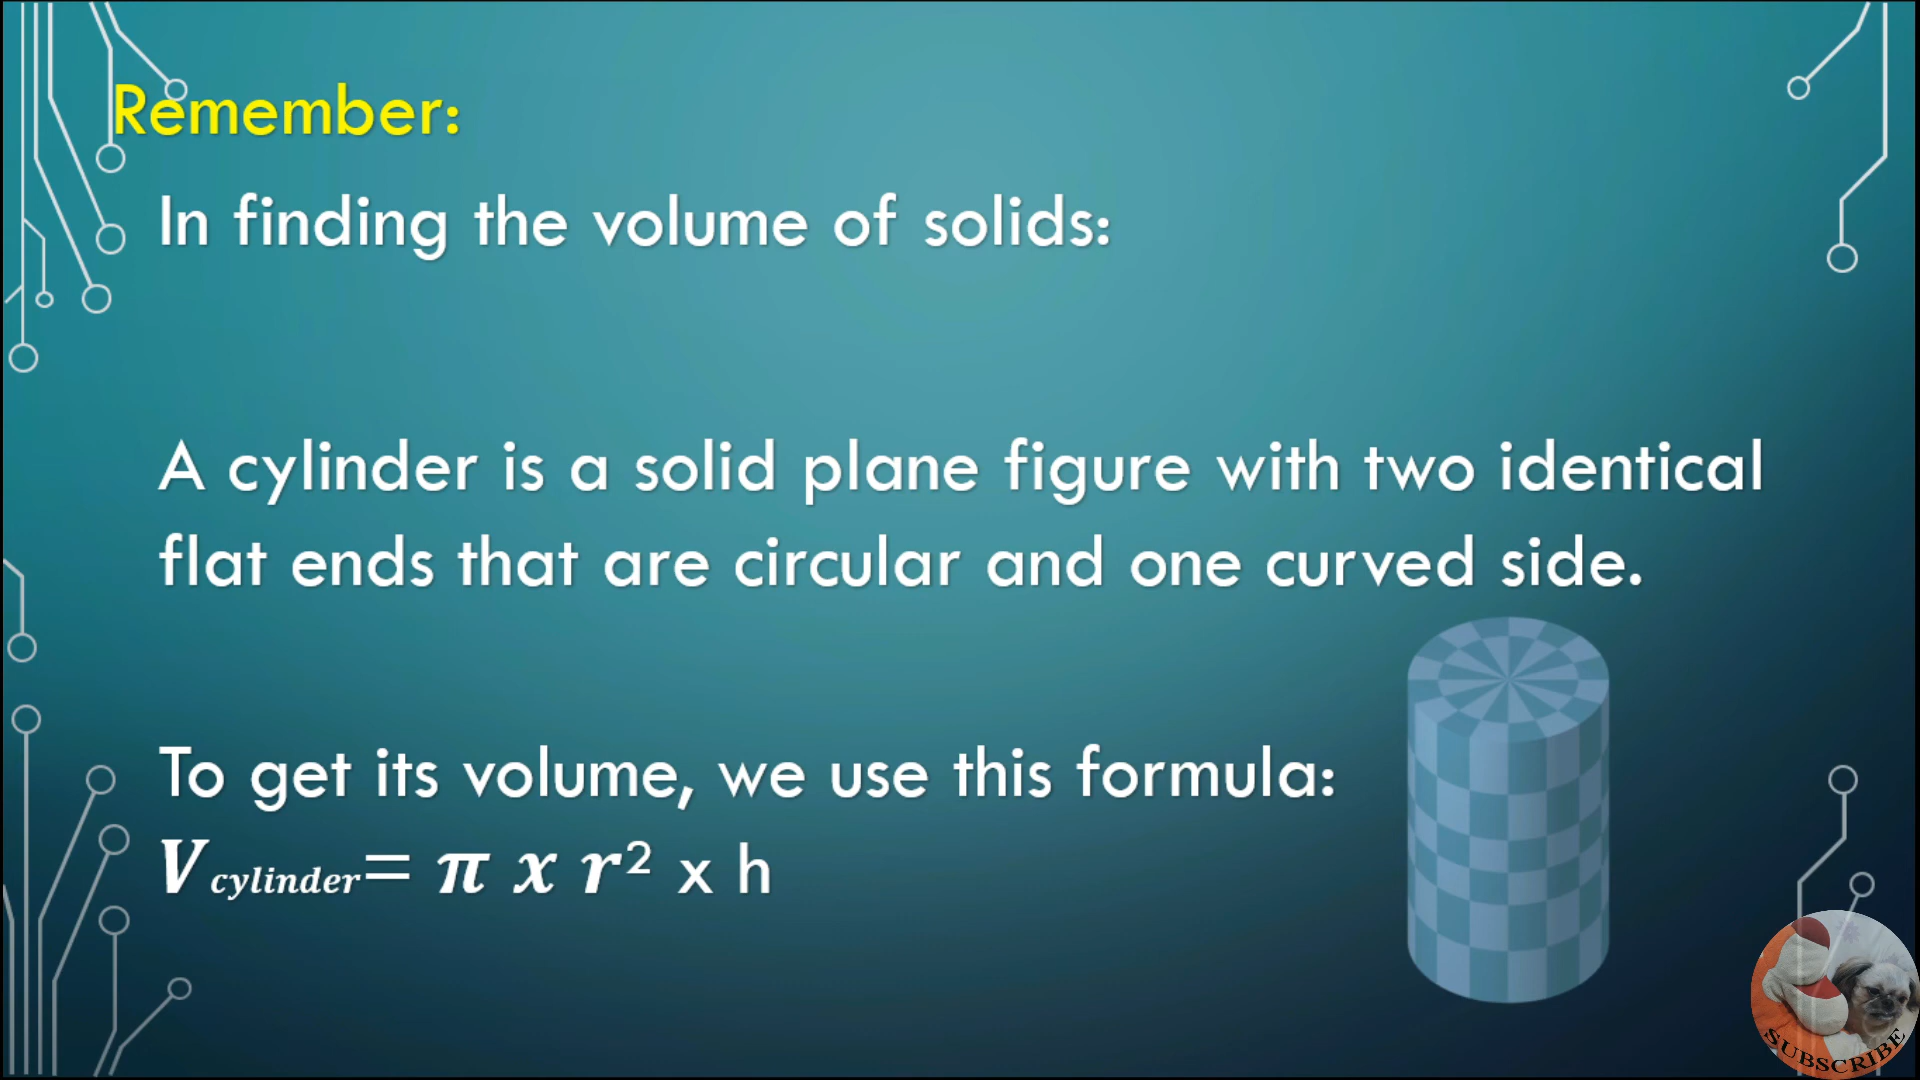 Remember:
In finding the volume of solids:
A cylinder is a solid plane figure with two identical
flat ends that are circular and one curved side.
To get its volume, we use this formula:
V cylinder= π x r² x h
SUBSCRIBE